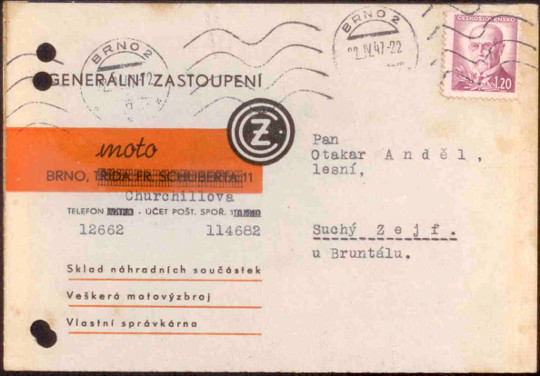 BRNO 2
BRNO 2
2.IV.47-22
ČESKOSLOVENSKO
1,20
GENERÁLNÍ ZASTOUPENÍ
ČZ
moto
BRNO, TŘÍDA FR. SCHUBERTA 11
Churchillova
TELEFON - ÚČET POŠT. SPOŘ.
12662 114682
Sklad náhradních součástek
Veškerá motovýzbroj
Vlastní správkárna
Pan
Otakar Anděl,
lesní,
Suchý Zejf.
u Bruntálu.